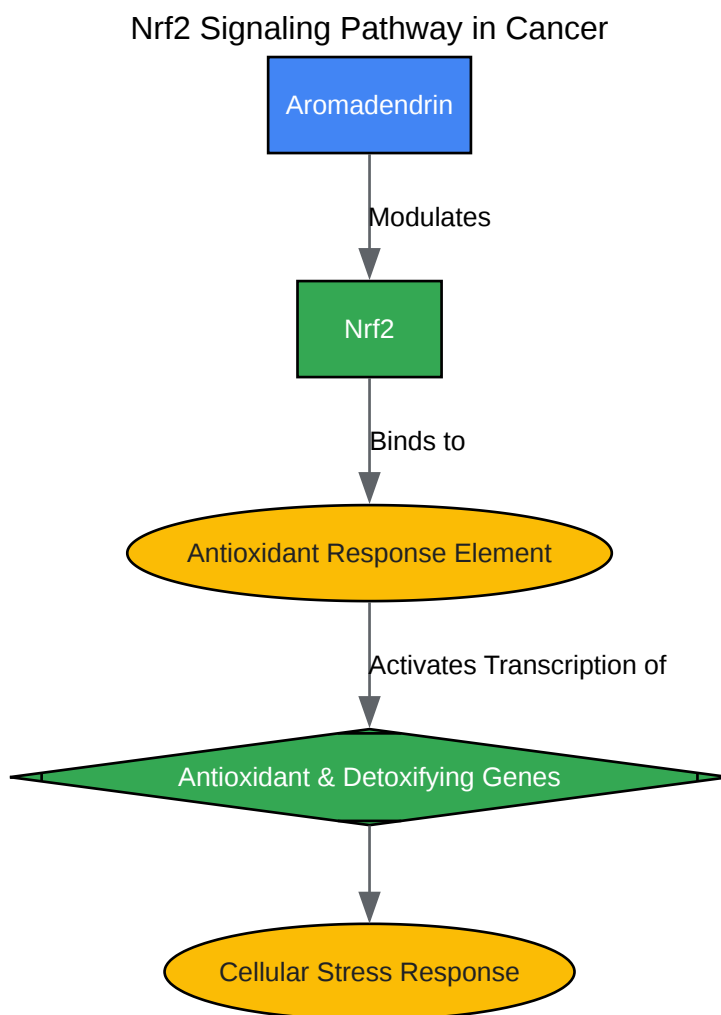 Nrf2 Signaling Pathway in Cancer
Aromadendrin
Modulates
Nrf2
Binds to
Antioxidant Response Element
Activates Transcription of
Antioxidant & Detoxifying Genes
Cellular Stress Response